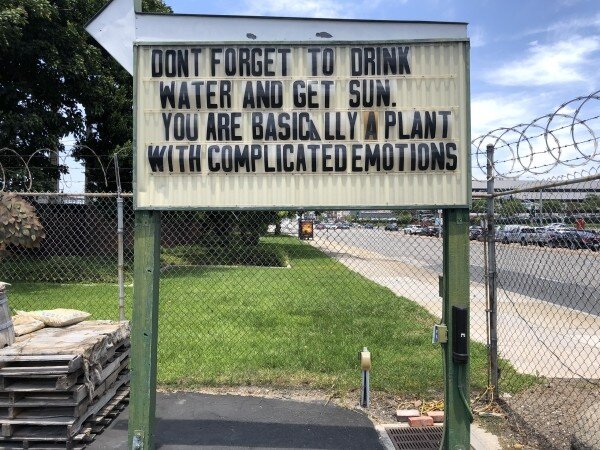 DONT FORGET TO DRINK
WATER AND GET SUN.
YOU ARE BASICALLY A PLANT
WITH COMPLICATED EMOTIONS